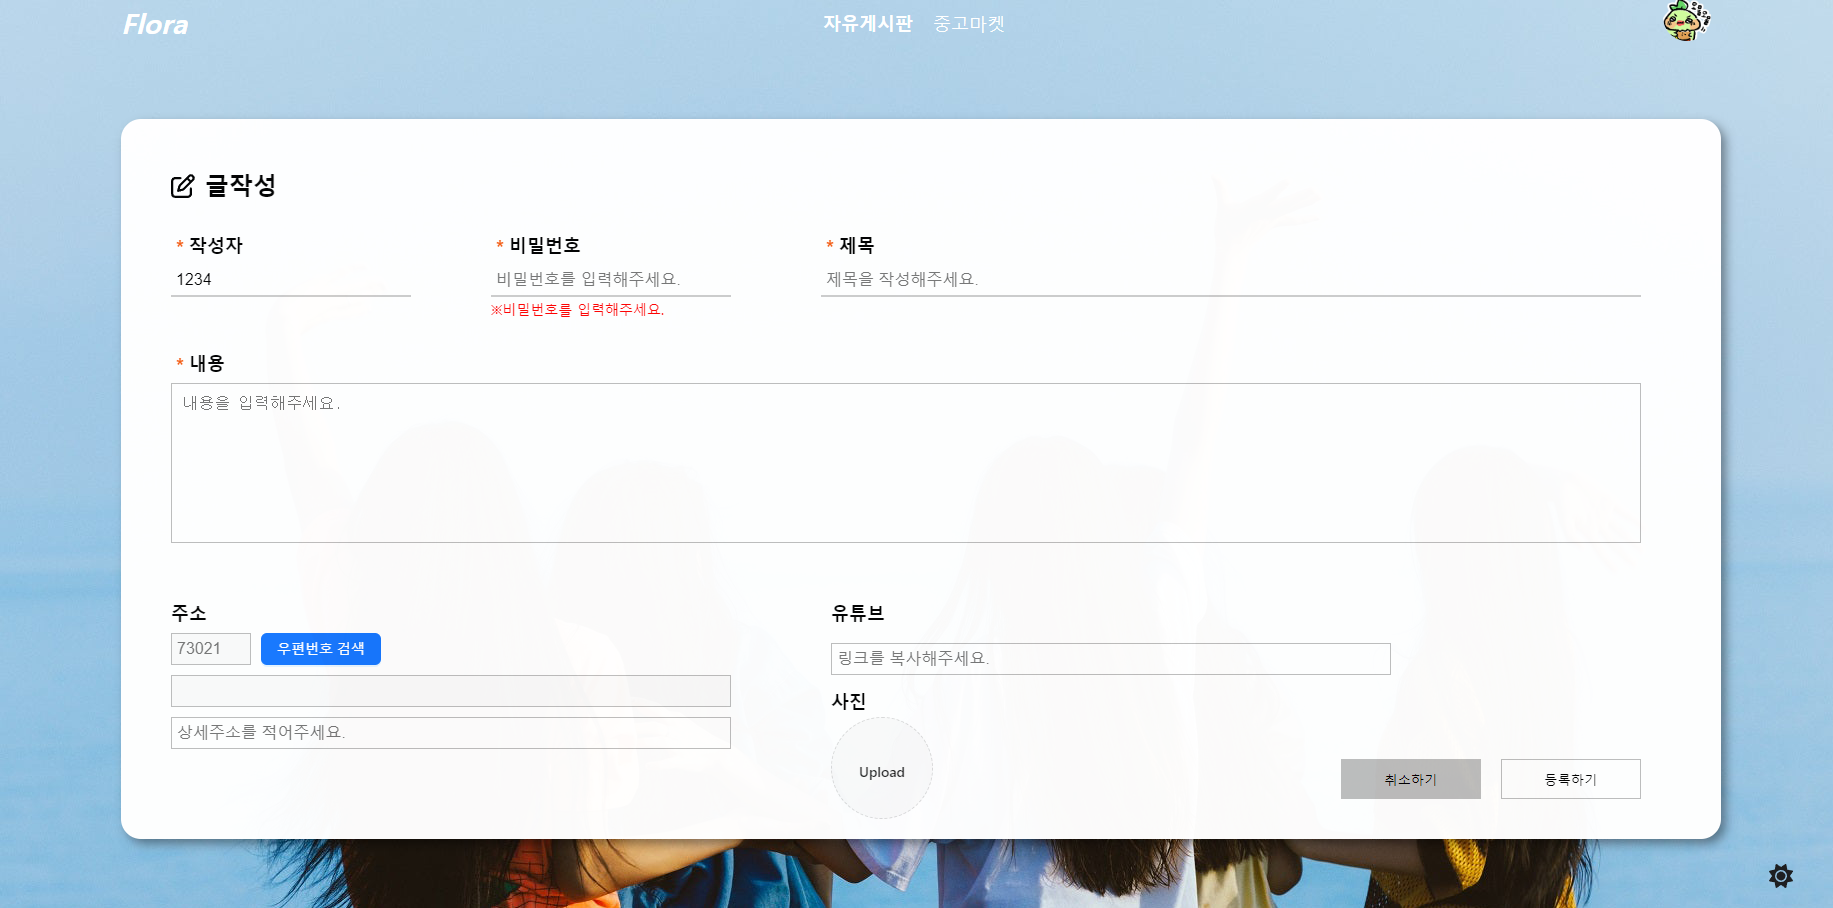 Flora
자유게시판 중고마켓
글작성
* 작성자
1234
* 비밀번호
비밀번호를 입력해주세요.
※비밀번호를 입력해주세요.
* 제목
제목을 작성해주세요.
* 내용
내용을 입력해주세요.
주소
73021 우편번호 검색
상세주소를 적어주세요.
유튜브
링크를 복사해주세요.
사진
Upload
취소하기 등록하기